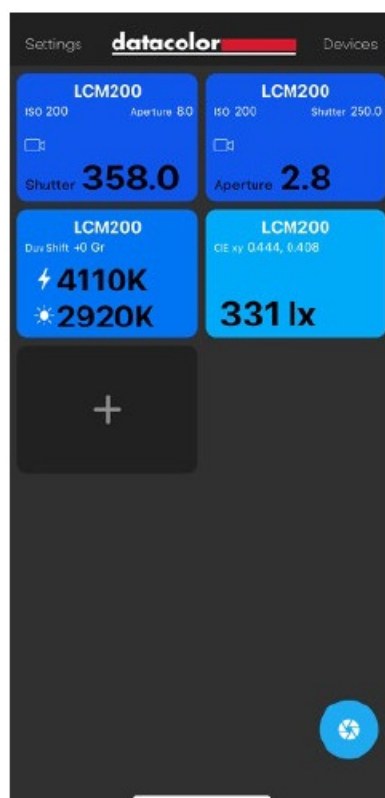 Settings datacolor Devices
LCM200
ISO 200 Aperture 8.0
Shutter 358.0
LCM200
ISO 200 Shutter 250.0
Aperture 2.8
LCM200
Duv Shift +0 Gr
4110K
2920K
LCM200
CIE xy 0.444, 0.408
331 lx
+